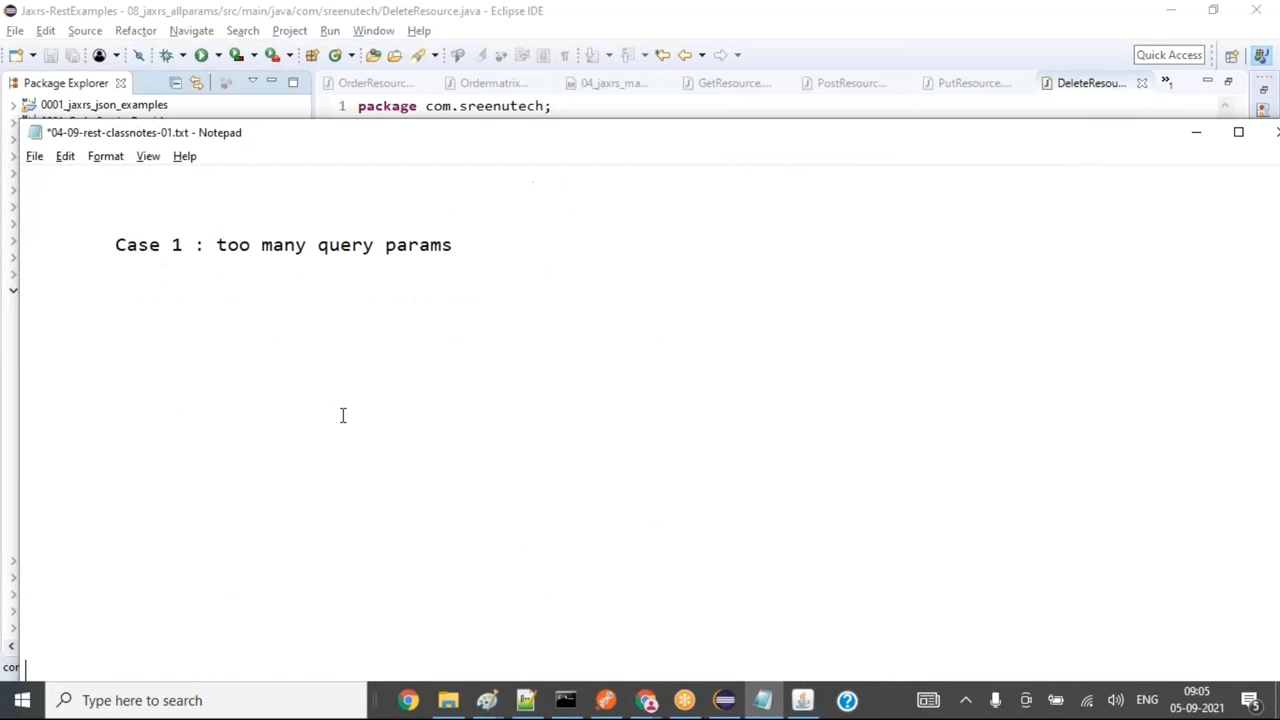 Jaxrs-RestExamples - 08_jaxrs_allparams/src/main/java/com/sreenutech/DeleteResource.java - Eclipse IDE
File Edit Source Refactor Navigate Search Project Run Window Help
Quick Access
Package Explorer
OrderResourc... Ordermatrix... 04_jaxrs_ma... GetResource.... PostResourc... PutResource.... DeleteResou... 1
0001_jaxrs_json_examples
1 package com.sreenutech;
*04-09-rest-classnotes-01.txt - Notepad
File Edit Format View Help
Case 1 : too many query params
cor
Type here to search
ENG
09:05
05-09-2021
5